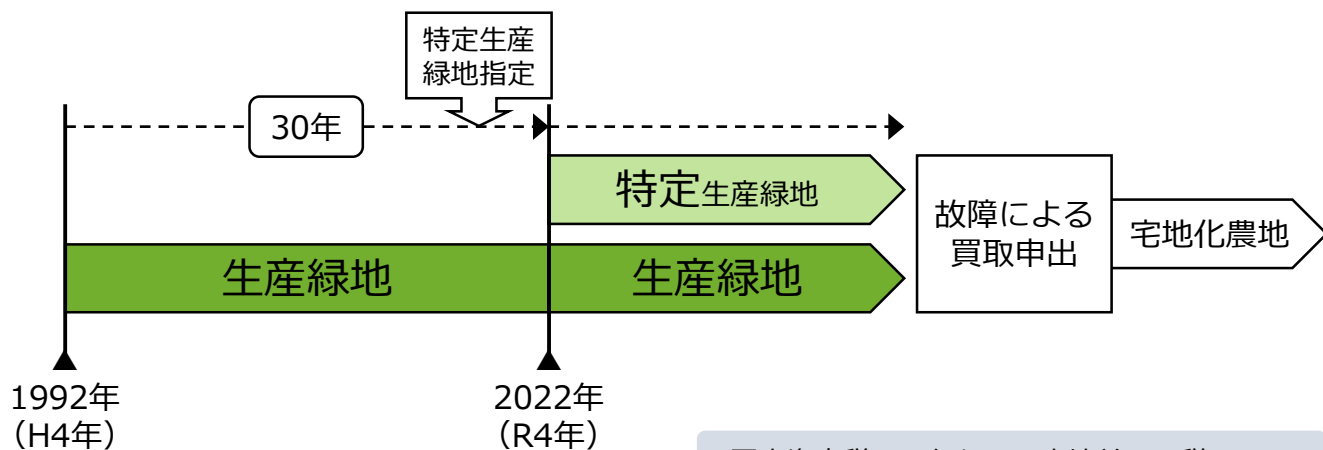 特定生産
緑地指定
30年
特定生産緑地
故障による
買取申出
宅地化農地
生産緑地
生産緑地
1992年
（H4年）
2022年
（R4年）